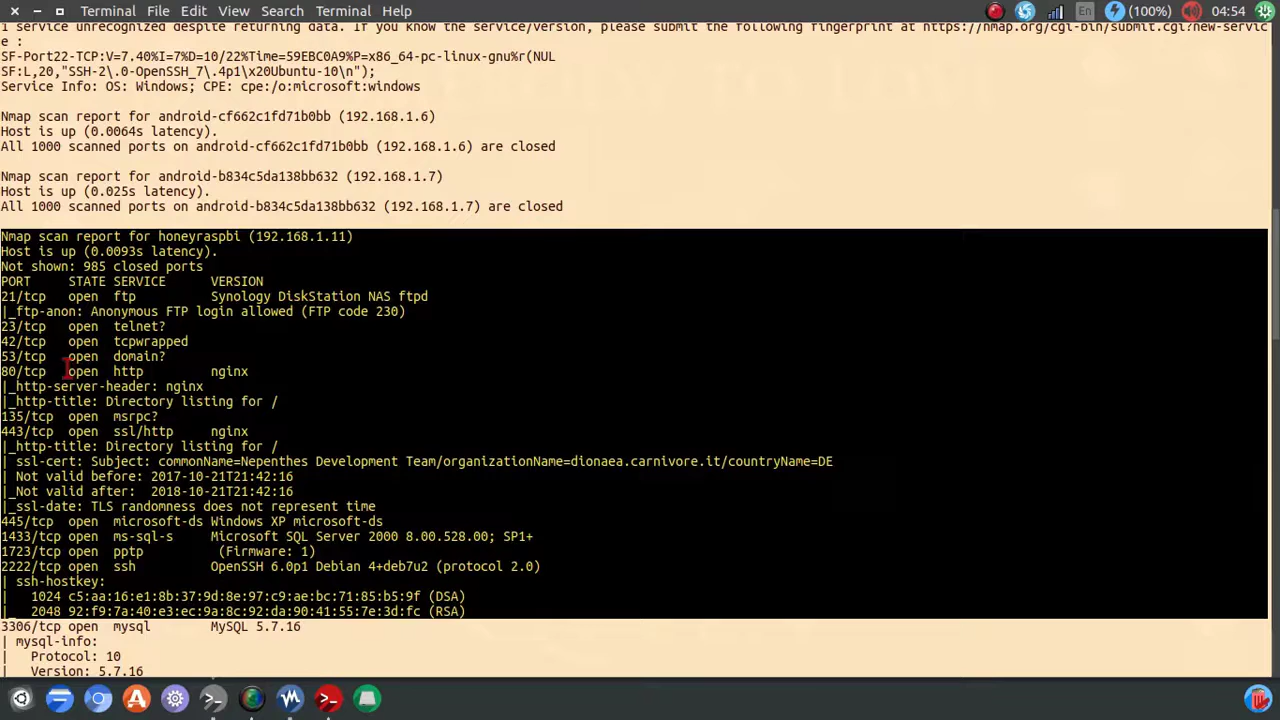 Terminal File Edit View Search Terminal Help En (100%) 04:54
1 service unrecognized despite returning data. If you know the service/version, please submit the following fingerprint at https://nmap.org/cgi-bin/submit.cgi?new-servic
e :
SF-Port22-TCP:V=7.40%I=7%D=10/22%Time=59EBC0A9%P=x86_64-pc-linux-gnu%r(NUL
SF:L,20,"SSH-2\.0-OpenSSH_7\.4p1\x20Ubuntu-10\n");
Service Info: OS: Windows; CPE: cpe:/o:microsoft:windows
Nmap scan report for android-cf662c1fd71b0bb (192.168.1.6)
Host is up (0.0064s latency).
All 1000 scanned ports on android-cf662c1fd71b0bb (192.168.1.6) are closed
Nmap scan report for android-b834c5da138bb632 (192.168.1.7)
Host is up (0.025s latency).
All 1000 scanned ports on android-b834c5da138bb632 (192.168.1.7) are closed
Nmap scan report for honeyraspbi (192.168.1.11)
Host is up (0.0093s latency).
Not shown: 985 closed ports
PORT STATE SERVICE VERSION
21/tcp open ftp Synology DiskStation NAS ftpd
|_ftp-anon: Anonymous FTP login allowed (FTP code 230)
23/tcp open telnet?
42/tcp open tcpwrapped
53/tcp open domain?
80/tcp open http nginx
|_http-server-header: nginx
|_http-title: Directory listing for /
135/tcp open msrpc?
443/tcp open ssl/http nginx
|_http-title: Directory listing for /
| ssl-cert: Subject: commonName=Nepenthes Development Team/organizationName=dionaea.carnivore.it/countryName=DE
| Not valid before: 2017-10-21T21:42:16
|_Not valid after: 2018-10-21T21:42:16
|_ssl-date: TLS randomness does not represent time
445/tcp open microsoft-ds Windows XP microsoft-ds
1433/tcp open ms-sql-s Microsoft SQL Server 2000 8.00.528.00; SP1+
1723/tcp open pptp (Firmware: 1)
2222/tcp open ssh OpenSSH 6.0p1 Debian 4+deb7u2 (protocol 2.0)
| ssh-hostkey:
| 1024 c5:aa:16:e1:8b:37:9d:8e:97:c9:ae:bc:71:85:b5:9f (DSA)
|_ 2048 92:f9:7a:40:e3:ec:9a:8c:92:da:90:41:55:7e:3d:fc (RSA)
3306/tcp open mysql MySQL 5.7.16
| mysql-info:
| Protocol: 10
| Version: 5.7.16